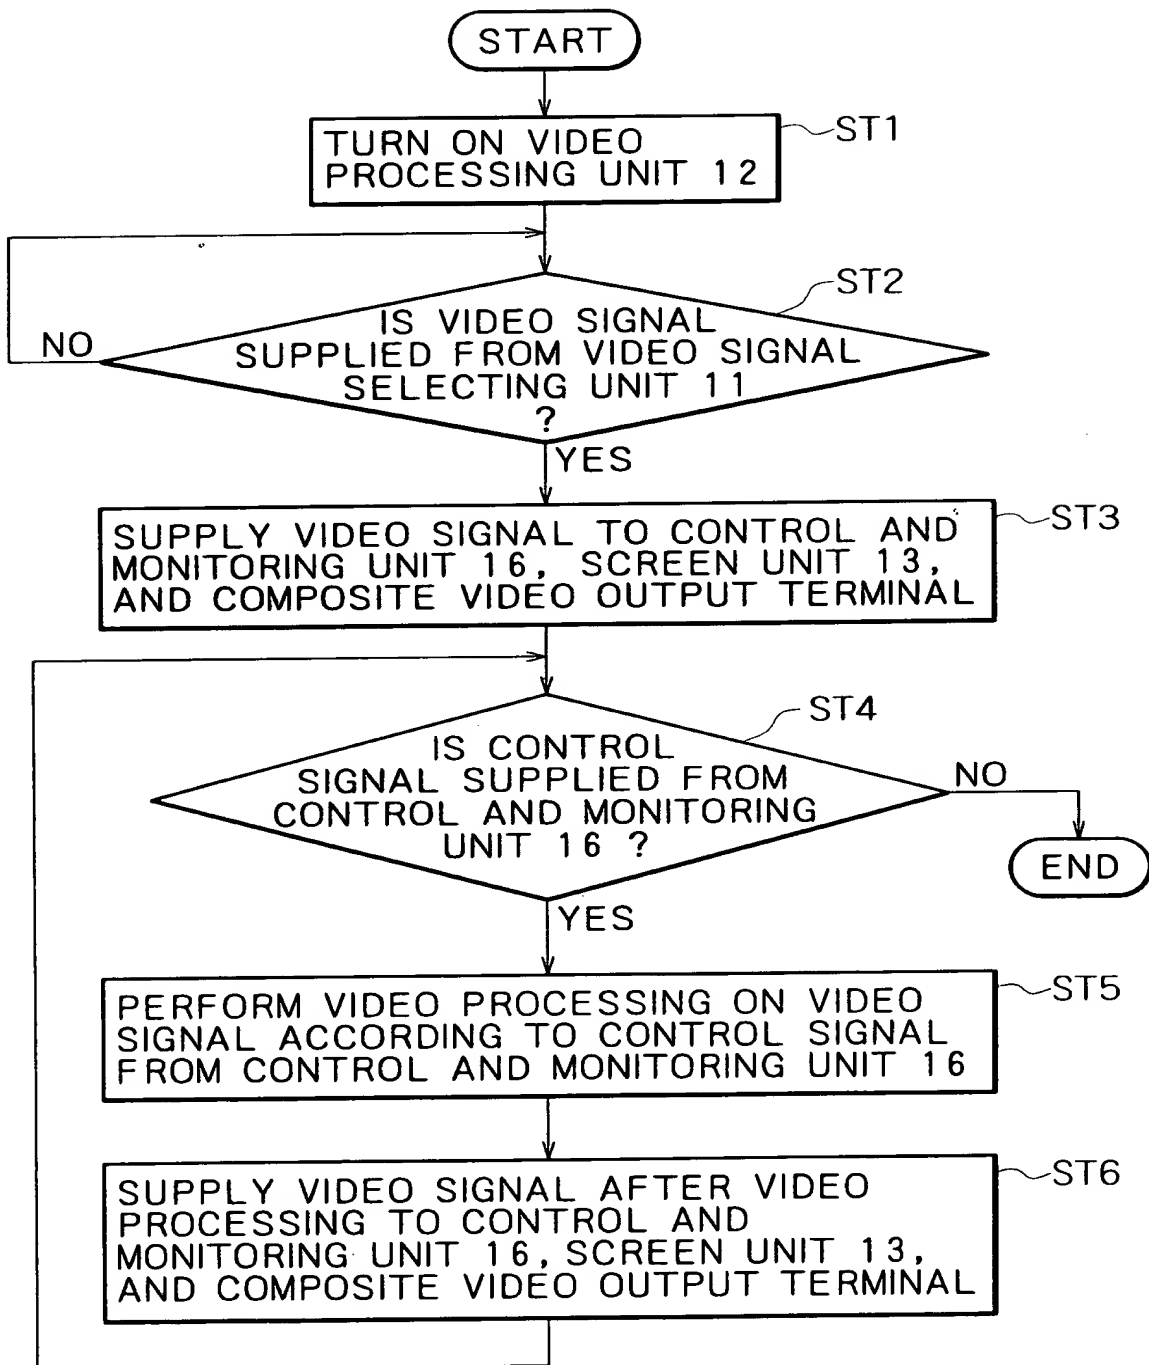 START
ST1
TURN ON VIDEO
PROCESSING UNIT 12
ST2
IS VIDEO SIGNAL
SUPPLIED FROM VIDEO SIGNAL
SELECTING UNIT 11
?
NO
YES
ST3
SUPPLY VIDEO SIGNAL TO CONTROL AND
MONITORING UNIT 16, SCREEN UNIT 13,
AND COMPOSITE VIDEO OUTPUT TERMINAL
ST4
IS CONTROL
SIGNAL SUPPLIED FROM
CONTROL AND MONITORING
UNIT 16 ?
NO
END
YES
ST5
PERFORM VIDEO PROCESSING ON VIDEO
SIGNAL ACCORDING TO CONTROL SIGNAL
FROM CONTROL AND MONITORING UNIT 16
ST6
SUPPLY VIDEO SIGNAL AFTER VIDEO
PROCESSING TO CONTROL AND
MONITORING UNIT 16, SCREEN UNIT 13,
AND COMPOSITE VIDEO OUTPUT TERMINAL